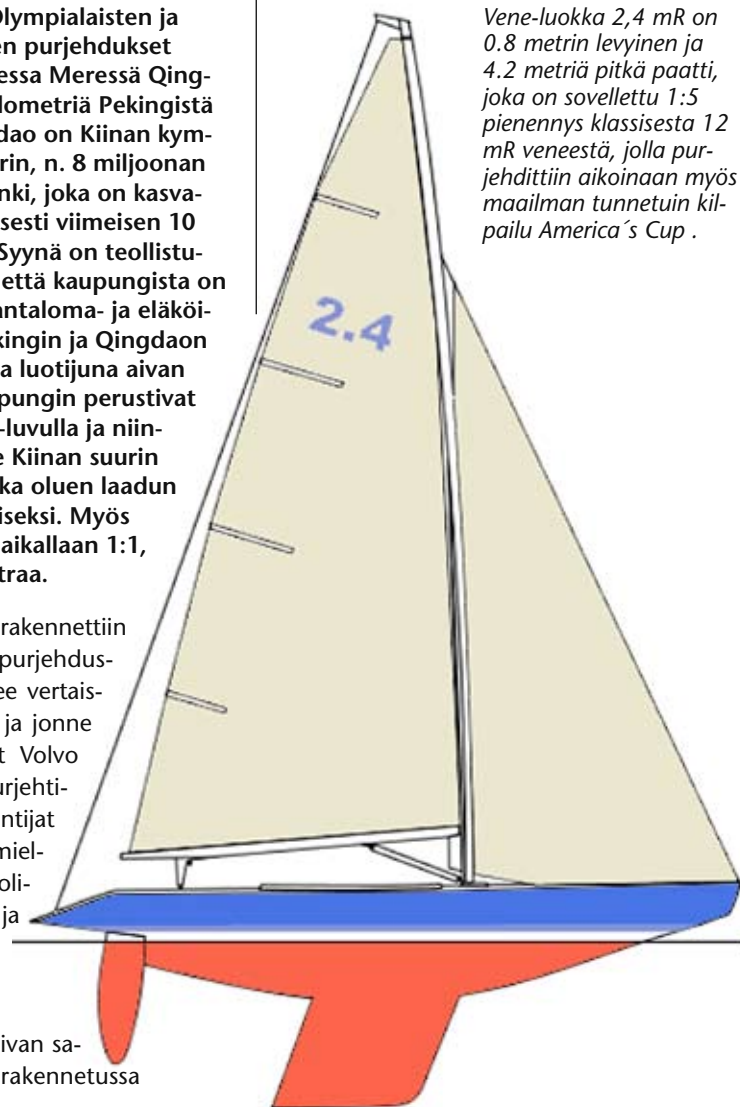 Olympialaisten ja
en purjehdukset
essa Meressä Qing-
lometriä Pekingistä
dao on Kiinan kym-
rin, n. 8 miljoonan
nki, joka on kasva-
sesti viimeisen 10
Syynä on teollistu-
että kaupungista on
antaloma- ja eläköi-
kingin ja Qingdaon
a luotijuna aivan
pungin perustivat
-luvulla ja niin-
e Kiinan suurin
ka oluen laadun
iseksi. Myös
aikallaan 1:1,
traa.
rakennettiin
purjehdus-
ee vertais-
ja jonne
t Volvo
urjehti-
ntijat
miel-
oli-
ja
ivan sa-
rakennetussa
Vene-luokka 2,4 mR on
0.8 metrin levyinen ja
4.2 metriä pitkä paatti,
joka on sovellettu 1:5
pienennys klassisesta 12
mR veneestä, jolla pur-
jehdittiin aikoinaan myös
maailman tunnetuin kil-
pailu America´s Cup .
2.4